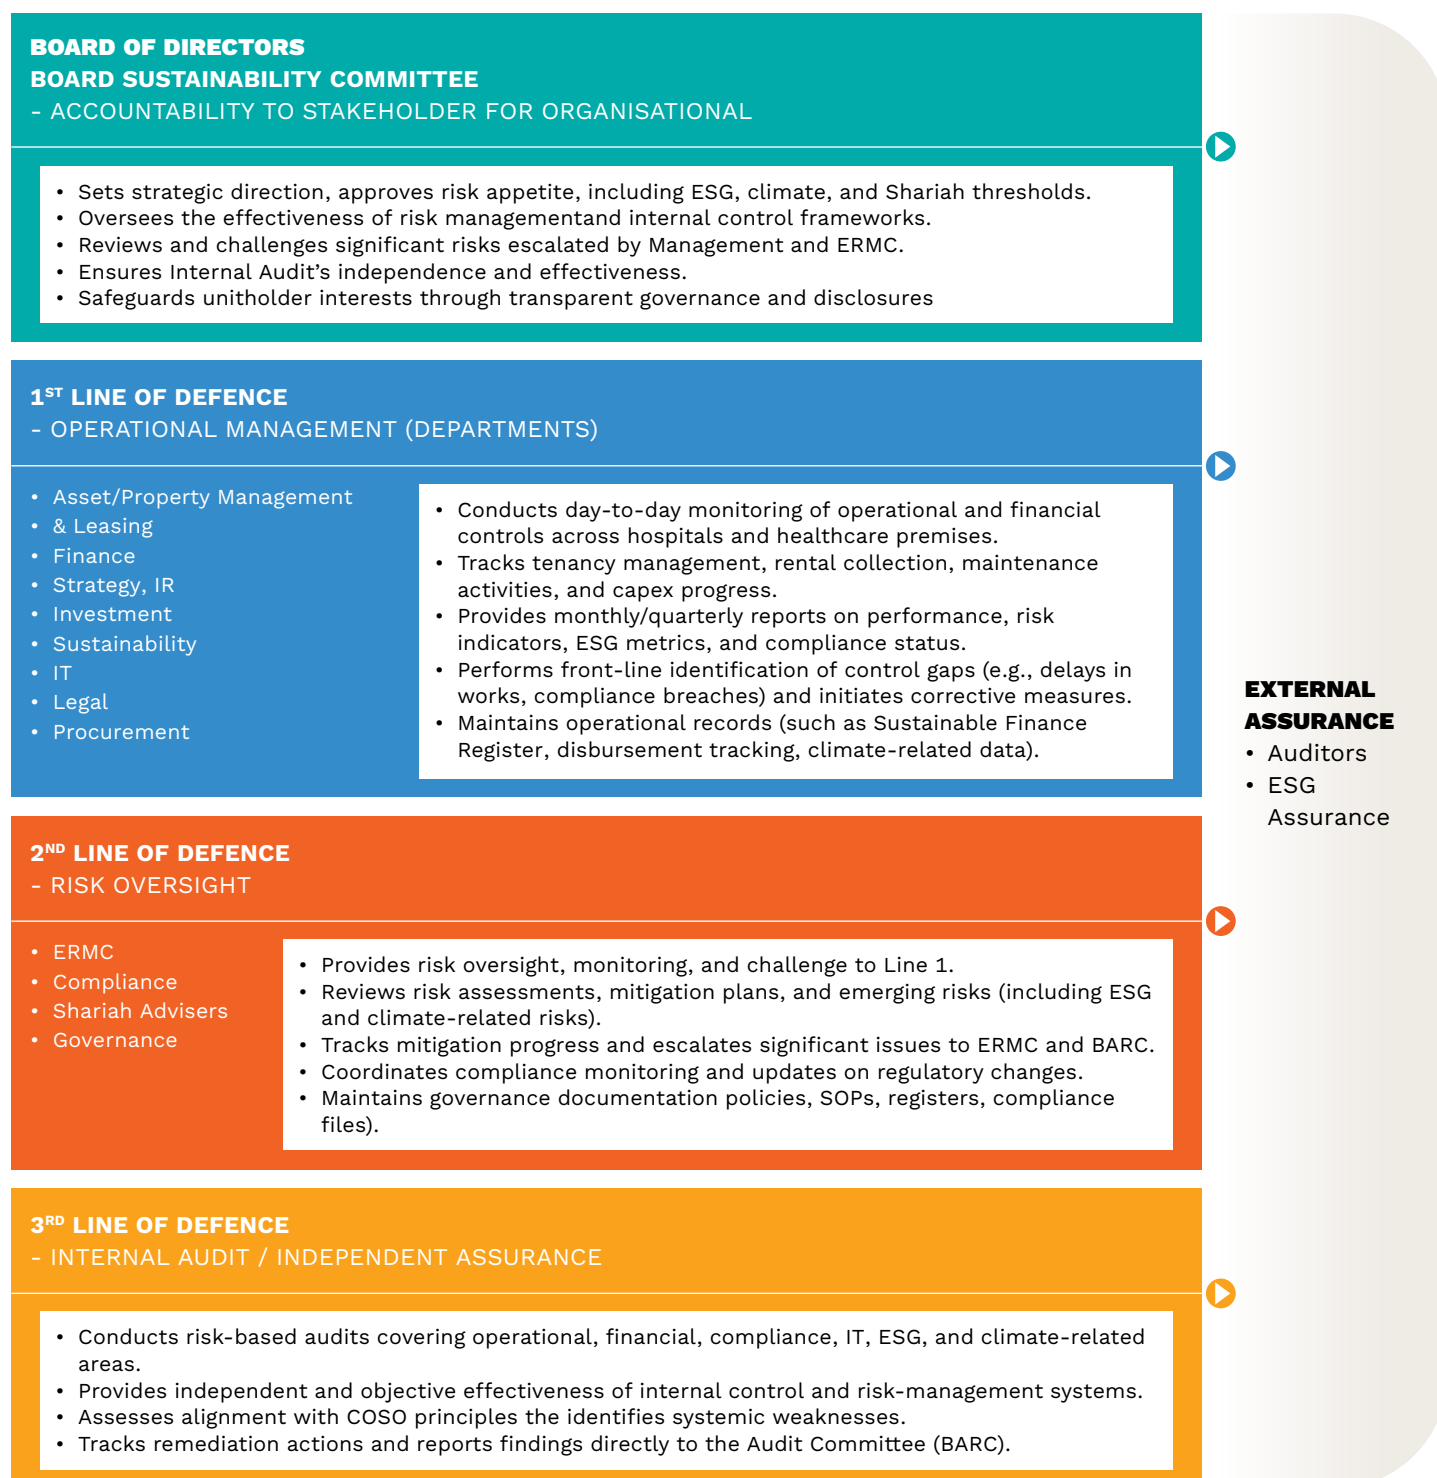 BOARD OF DIRECTORS
BOARD SUSTAINABILITY COMMITTEE
- ACCOUNTABILITY TO STAKEHOLDER FOR ORGANISATIONAL
• Sets strategic direction, approves risk appetite, including ESG, climate, and Shariah thresholds.
• Oversees the effectiveness of risk managementand internal control frameworks.
• Reviews and challenges significant risks escalated by Management and ERMC.
• Ensures Internal Audit’s independence and effectiveness.
• Safeguards unitholder interests through transparent governance and disclosures
1ST LINE OF DEFENCE
- OPERATIONAL MANAGEMENT (DEPARTMENTS)
• Asset/Property Management
• & Leasing
• Finance
• Strategy, IR
• Investment
• Sustainability
• IT
• Legal
• Procurement
• Conducts day-to-day monitoring of operational and financial
controls across hospitals and healthcare premises.
• Tracks tenancy management, rental collection, maintenance
activities, and capex progress.
• Provides monthly/quarterly reports on performance, risk
indicators, ESG metrics, and compliance status.
• Performs front-line identification of control gaps (e.g., delays in
works, compliance breaches) and initiates corrective measures.
• Maintains operational records (such as Sustainable Finance
Register, disbursement tracking, climate-related data).
2ND LINE OF DEFENCE
- RISK OVERSIGHT
• ERMC
• Compliance
• Shariah Advisers
• Governance
• Provides risk oversight, monitoring, and challenge to Line 1.
• Reviews risk assessments, mitigation plans, and emerging risks (including ESG
and climate-related risks).
• Tracks mitigation progress and escalates significant issues to ERMC and BARC.
• Coordinates compliance monitoring and updates on regulatory changes.
• Maintains governance documentation policies, SOPs, registers, compliance
files).
3RD LINE OF DEFENCE
- INTERNAL AUDIT / INDEPENDENT ASSURANCE
• Conducts risk-based audits covering operational, financial, compliance, IT, ESG, and climate-related
areas.
• Provides independent and objective effectiveness of internal control and risk-management systems.
• Assesses alignment with COSO principles the identifies systemic weaknesses.
• Tracks remediation actions and reports findings directly to the Audit Committee (BARC).
EXTERNAL
ASSURANCE
• Auditors
• ESG
Assurance